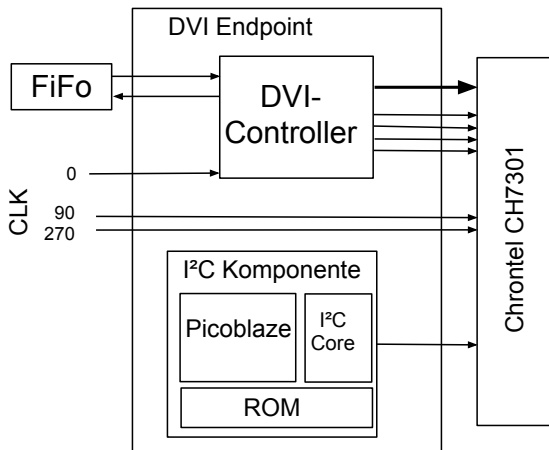 DVI Endpoint
FiFo
DVI-
Controller
0
CLK
90
270
I²C Komponente
Picoblaze
I²C
Core
ROM
Chrontel CH7301